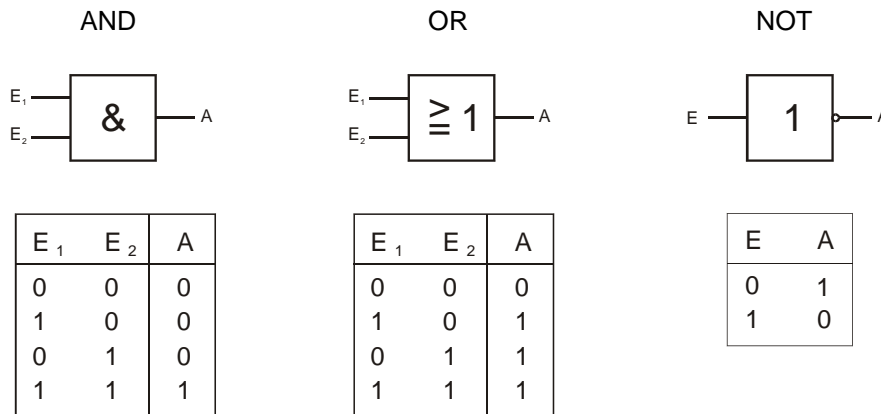 AND OR NOT
E₁ & A E₁ ≧ 1 A E 1 A
E₂ E₂
E₁ E₂ A E₁ E₂ A E A
0 0 0 0 0 0 0 1
1 0 0 1 0 1 1 0
0 1 0 0 1 1
1 1 1 1 1 1